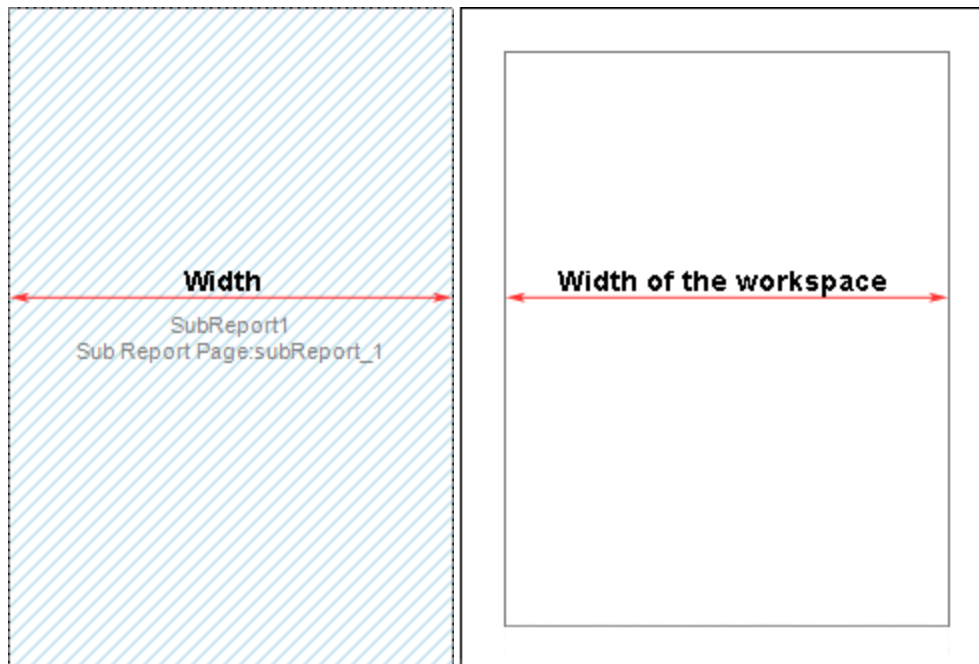 Width
SubReport1
Sub Report Page:subReport_1
Width of the workspace